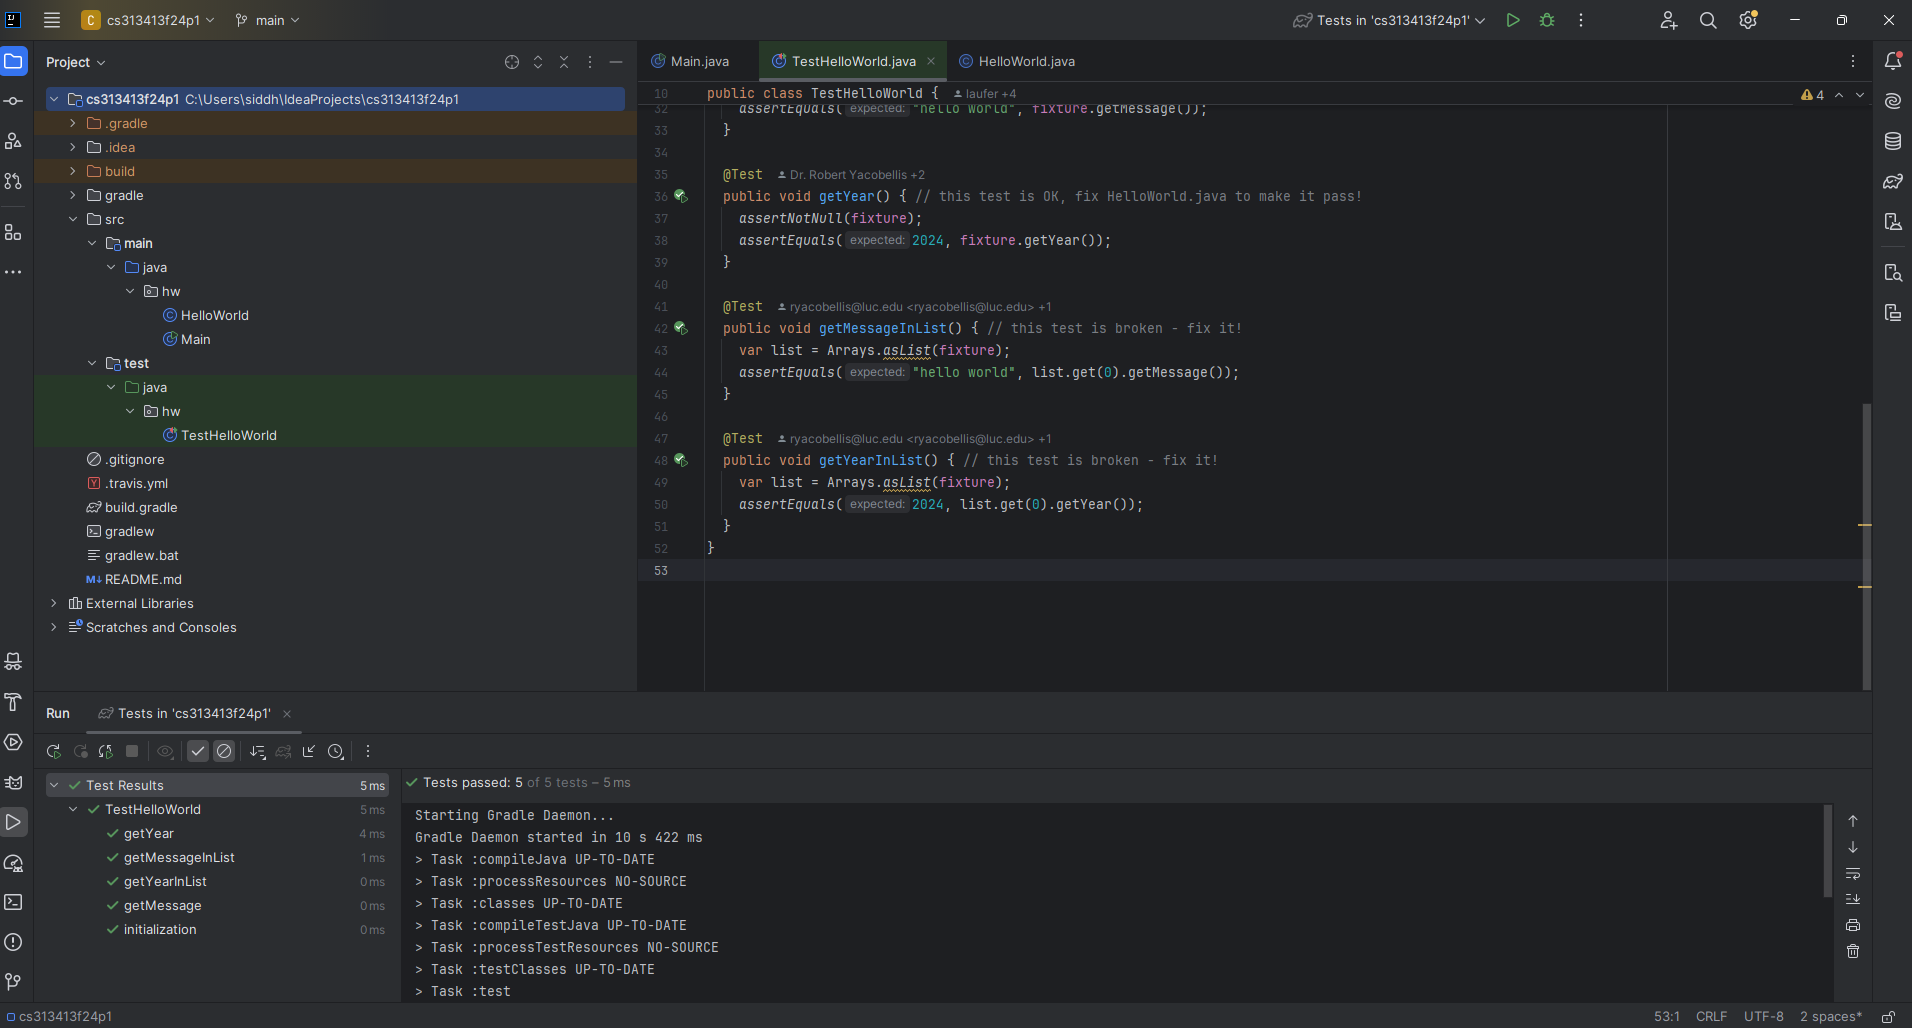 C cs313413f24p1 main Tests in 'cs313413f24p1'
Project
cs313413f24p1 C:\Users\siddh\IdeaProjects\cs313413f24p1
.gradle
.idea
build
gradle
src
main
java
hw
HelloWorld
Main
test
java
hw
TestHelloWorld
.gitignore
.travis.yml
build.gradle
gradlew
gradlew.bat
README.md
External Libraries
Scratches and Consoles
Main.java TestHelloWorld.java HelloWorld.java
10 public class TestHelloWorld { laufer +4
4
32 assertEquals( expected: "hello world", fixture.getMessage());
33 }
34
35 @Test Dr. Robert Yacobellis +2
36 public void getYear() { // this test is OK, fix HelloWorld.java to make it pass!
37 assertNotNull(fixture);
38 assertEquals( expected: 2024, fixture.getYear());
39 }
40
41 @Test ryacobellis@luc.edu <ryacobellis@luc.edu> +1
42 public void getMessageInList() { // this test is broken - fix it!
43 var list = Arrays.asList(fixture);
44 assertEquals( expected: "hello world", list.get(0).getMessage());
45 }
46
47 @Test ryacobellis@luc.edu <ryacobellis@luc.edu> +1
48 public void getYearInList() { // this test is broken - fix it!
49 var list = Arrays.asList(fixture);
50 assertEquals( expected: 2024, list.get(0).getYear());
51 }
52 }
53
Run Tests in 'cs313413f24p1'
Test Results 5 ms
TestHelloWorld 5 ms
getYear 4 ms
getMessageInList 1 ms
getYearInList 0 ms
getMessage 0 ms
initialization 0 ms
Tests passed: 5 of 5 tests – 5 ms
Starting Gradle Daemon...
Gradle Daemon started in 10 s 422 ms
> Task :compileJava UP-TO-DATE
> Task :processResources NO-SOURCE
> Task :classes UP-TO-DATE
> Task :compileTestJava UP-TO-DATE
> Task :processTestResources NO-SOURCE
> Task :testClasses UP-TO-DATE
> Task :test
cs313413f24p1 53:1 CRLF UTF-8 2 spaces*